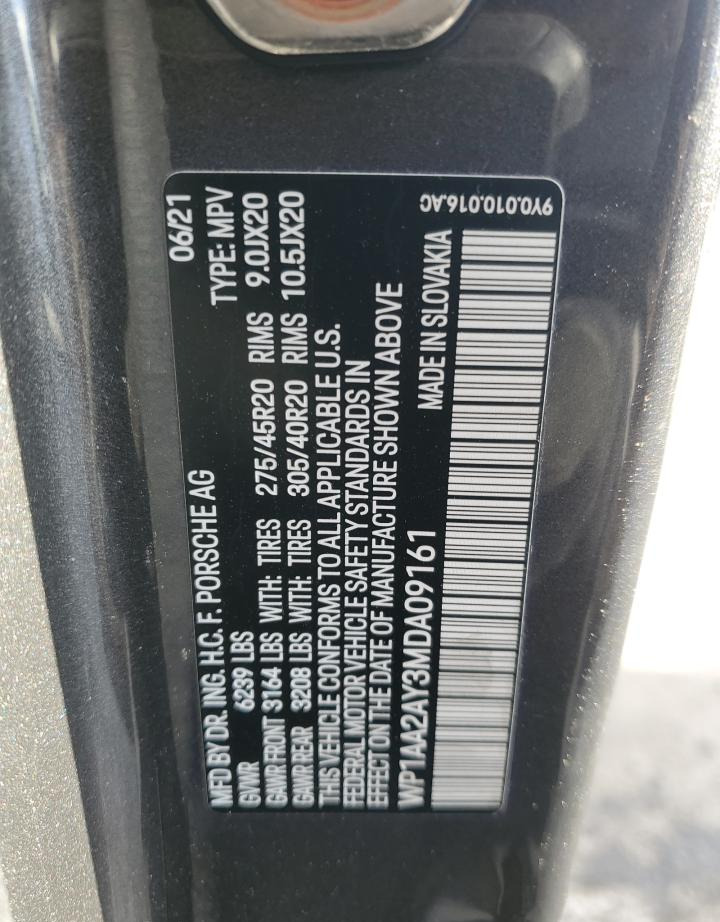 06/21
MFD BY DR. ING. H.C. F. PORSCHE AG TYPE: MPV
GVWR 6239 LBS
GAWR FRONT 3164 LBS WITH: TIRES 275/45R20 RIMS 9.0JX20
GAWR REAR 3208 LBS WITH: TIRES 305/40R20 RIMS 10.5JX20
THIS VEHICLE CONFORMS TO ALL APPLICABLE U.S.
FEDERAL MOTOR VEHICLE SAFETY STANDARDS IN
EFFECT ON THE DATE OF MANUFACTURE SHOWN ABOVE
WP1AA2AY3MDA09161 MADE IN SLOVAKIA
9Y0.010.016.AC